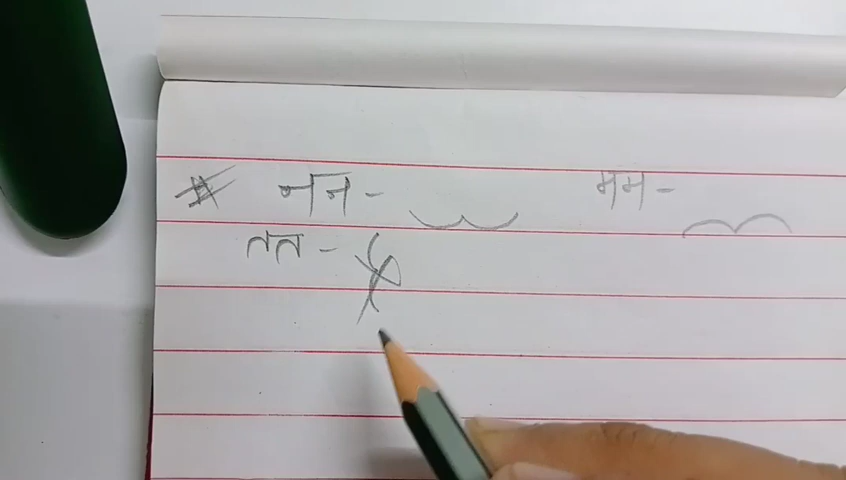 # नन - मम -
तत -